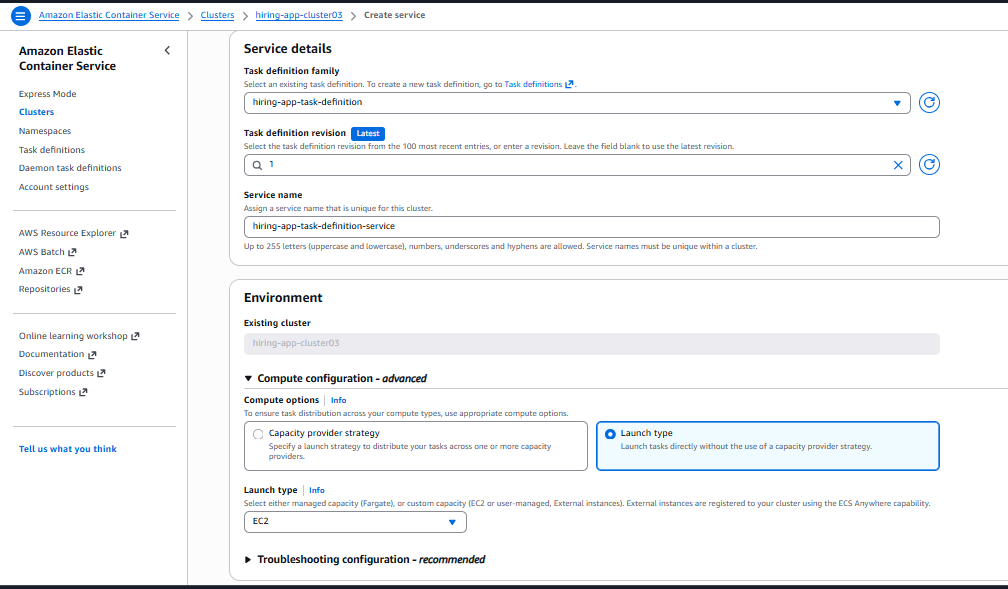 Amazon Elastic Container Service > Clusters > hiring-app-cluster03 > Create service
Amazon Elastic
Container Service
Express Mode
Clusters
Namespaces
Task definitions
Daemon task definitions
Account settings
AWS Resource Explorer
AWS Batch
Amazon ECR
Repositories
Online learning workshop
Documentation
Discover products
Subscriptions
Tell us what you think
Service details
Task definition family
Select an existing task definition. To create a new task definition, go to Task definitions.
hiring-app-task-definition
Task definition revision Latest
Select the task definition revision from the 100 most recent entries, or enter a revision. Leave the field blank to use the latest revision.
1
Service name
Assign a service name that is unique for this cluster.
hiring-app-task-definition-service
Up to 255 letters (uppercase and lowercase), numbers, underscores and hyphens are allowed. Service names must be unique within a cluster.
Environment
Existing cluster
hiring-app-cluster03
Compute configuration - advanced
Compute options | Info
To ensure task distribution across your compute types, use appropriate compute options.
Capacity provider strategy
Specify a launch strategy to distribute your tasks across one or more capacity
providers.
Launch type
Launch tasks directly without the use of a capacity provider strategy.
Launch type | Info
Select either managed capacity (Fargate), or custom capacity (EC2 or user-managed, External instances). External instances are registered to your cluster using the ECS Anywhere capability.
EC2
Troubleshooting configuration - recommended